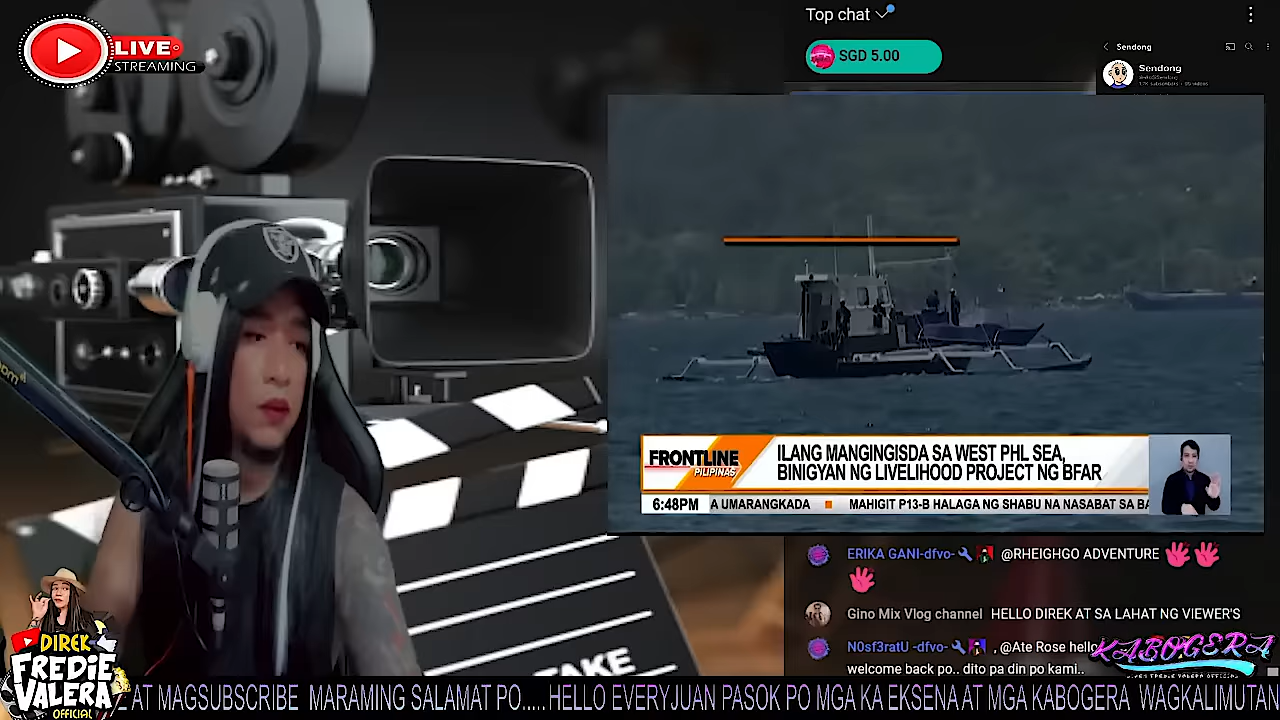 LIVE
STREAMING
Top chat
SGD 5.00
Sendong
Sendong
FRONTLINE
PILIPINAS
ILANG MANGINGISDA SA WEST PHL SEA,
BINIGYAN NG LIVELIHOOD PROJECT NG BFAR
6:48PM A UMARANGKADA ■ MAHIGIT P13-B HALAGA NG SHABU NA NASABAT SA BA
ERIKA GANI-dfvo- @RHEIGHGO ADVENTURE
Gino Mix Vlog channel HELLO DIREK AT SA LAHAT NG VIEWER'S
N0sf3ratU -dfvo- , @Ate Rose hello
welcome back po.. dito pa din po kami..
KABOGERA
TAKE
DIREK
FREDiE
VALERA
OFFICIAL
E AT MAGSUBSCRIBE MARAMING SALAMAT PO.....HELLO EVERYJUAN PASOK PO MGA KA EKSENA AT MGA KABOGERA WAGKALIMUTAN